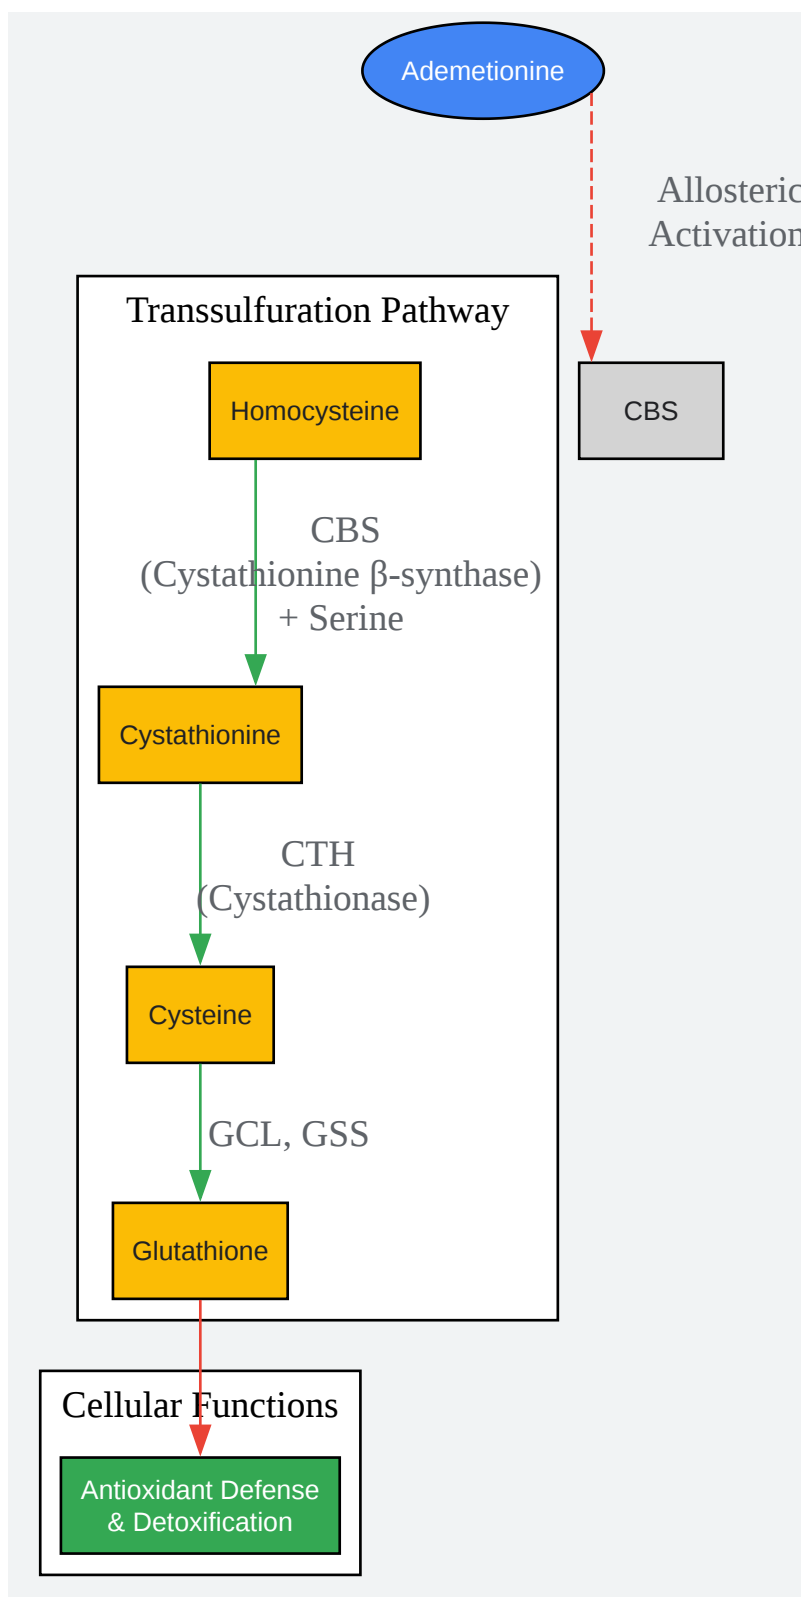 Ademetionine
Allosteric
Activation
Transsulfuration Pathway
Homocysteine
CBS
CBS
(Cystathionine β-synthase)
+ Serine
Cystathionine
CTH
(Cystathionase)
Cysteine
GCL, GSS
Glutathione
Cellular Functions
Antioxidant Defense
& Detoxification